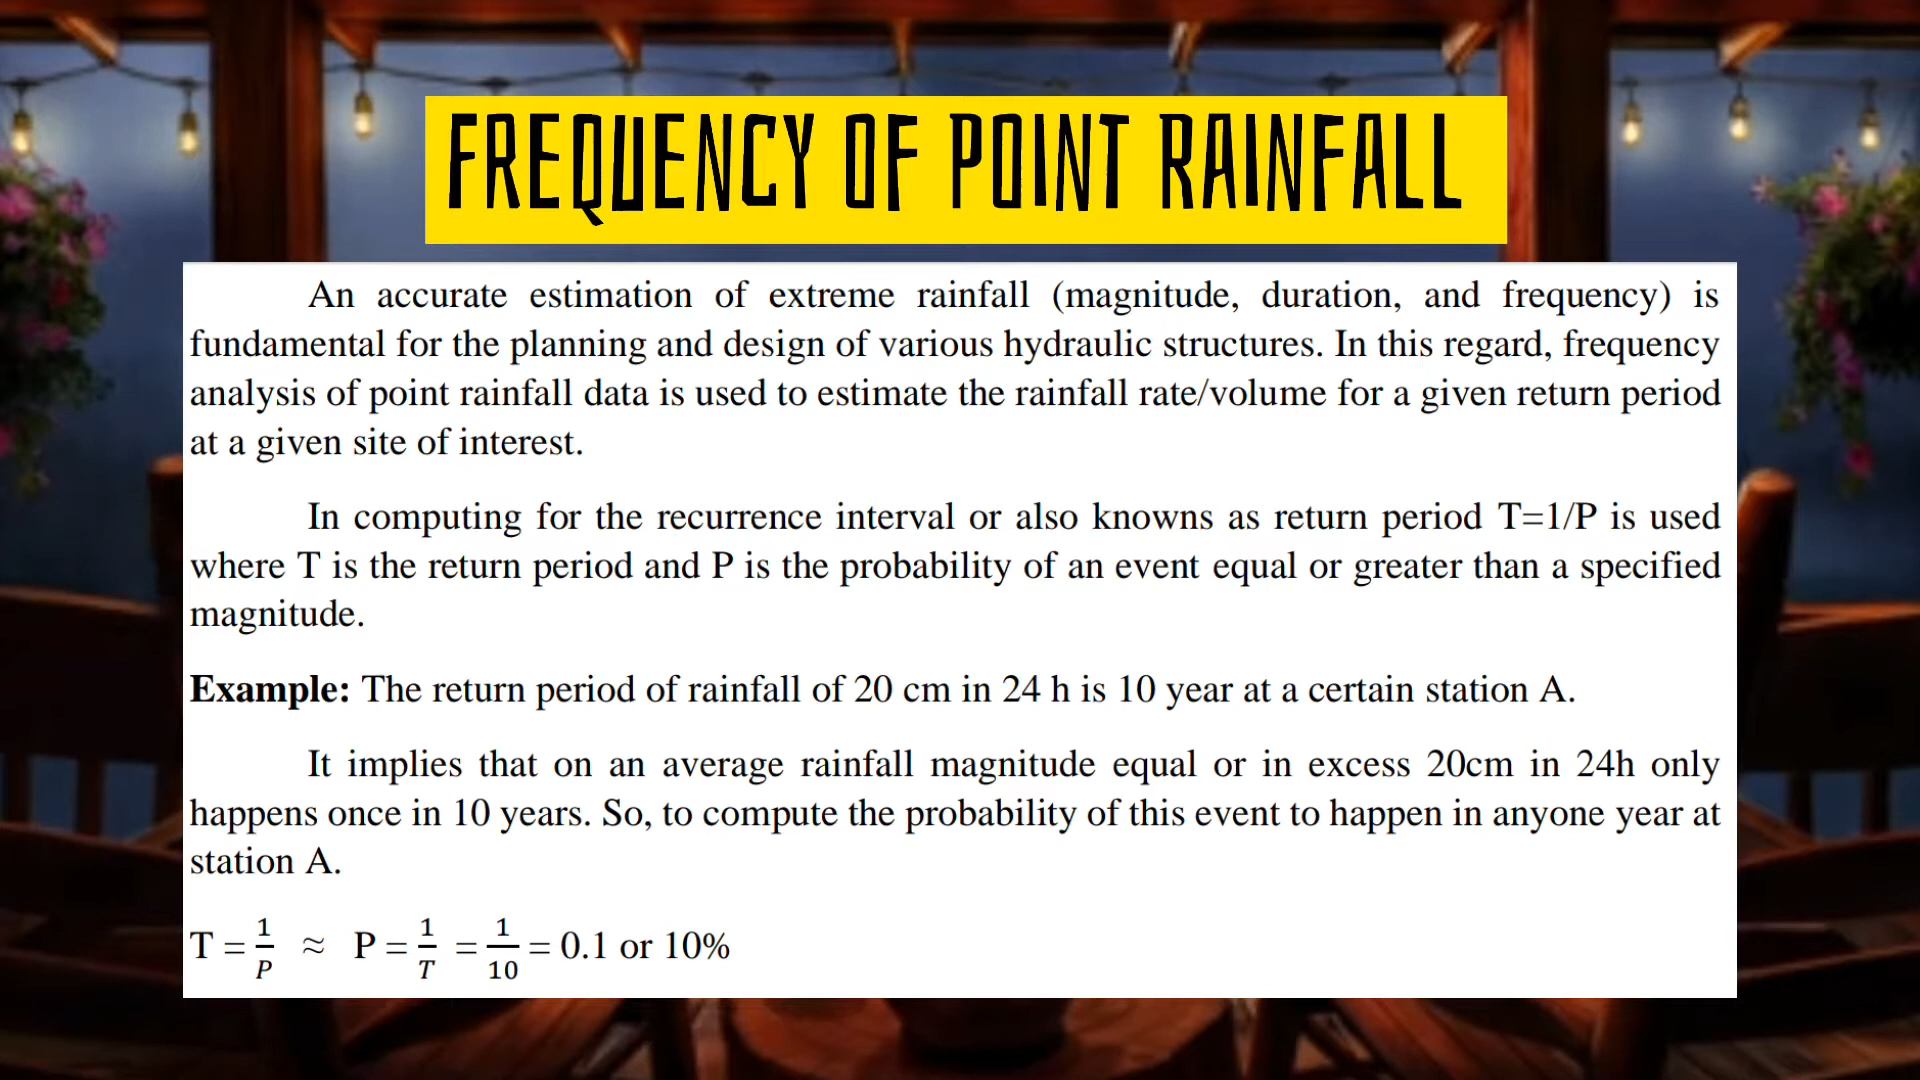 FREQUENCY OF POINT RAINFALL
An accurate estimation of extreme rainfall (magnitude, duration, and frequency) is
fundamental for the planning and design of various hydraulic structures. In this regard, frequency
analysis of point rainfall data is used to estimate the rainfall rate/volume for a given return period
at a given site of interest.
In computing for the recurrence interval or also knowns as return period T=1/P is used
where T is the return period and P is the probability of an event equal or greater than a specified
magnitude.
Example: The return period of rainfall of 20 cm in 24 h is 10 year at a certain station A.
It implies that on an average rainfall magnitude equal or in excess 20cm in 24h only
happens once in 10 years. So, to compute the probability of this event to happen in anyone year at
station A.
T = 1/P ≈ P = 1/T = 1/10 = 0.1 or 10%